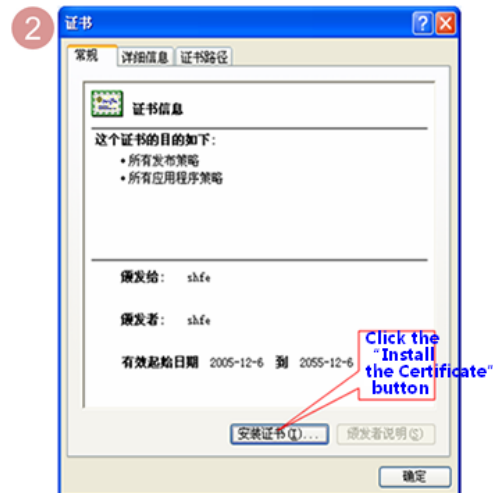 2
证书
常规 详细信息 证书路径
证书信息
这个证书的目的如下:
•所有发布策略
•所有应用程序策略
颁发给: shfe
颁发者: shfe
有效起始日期 2005-12-6 到 2055-12-6
Click the
"Install
the Certificate"
button
安装证书(I)... 颁发者说明(S)
确定